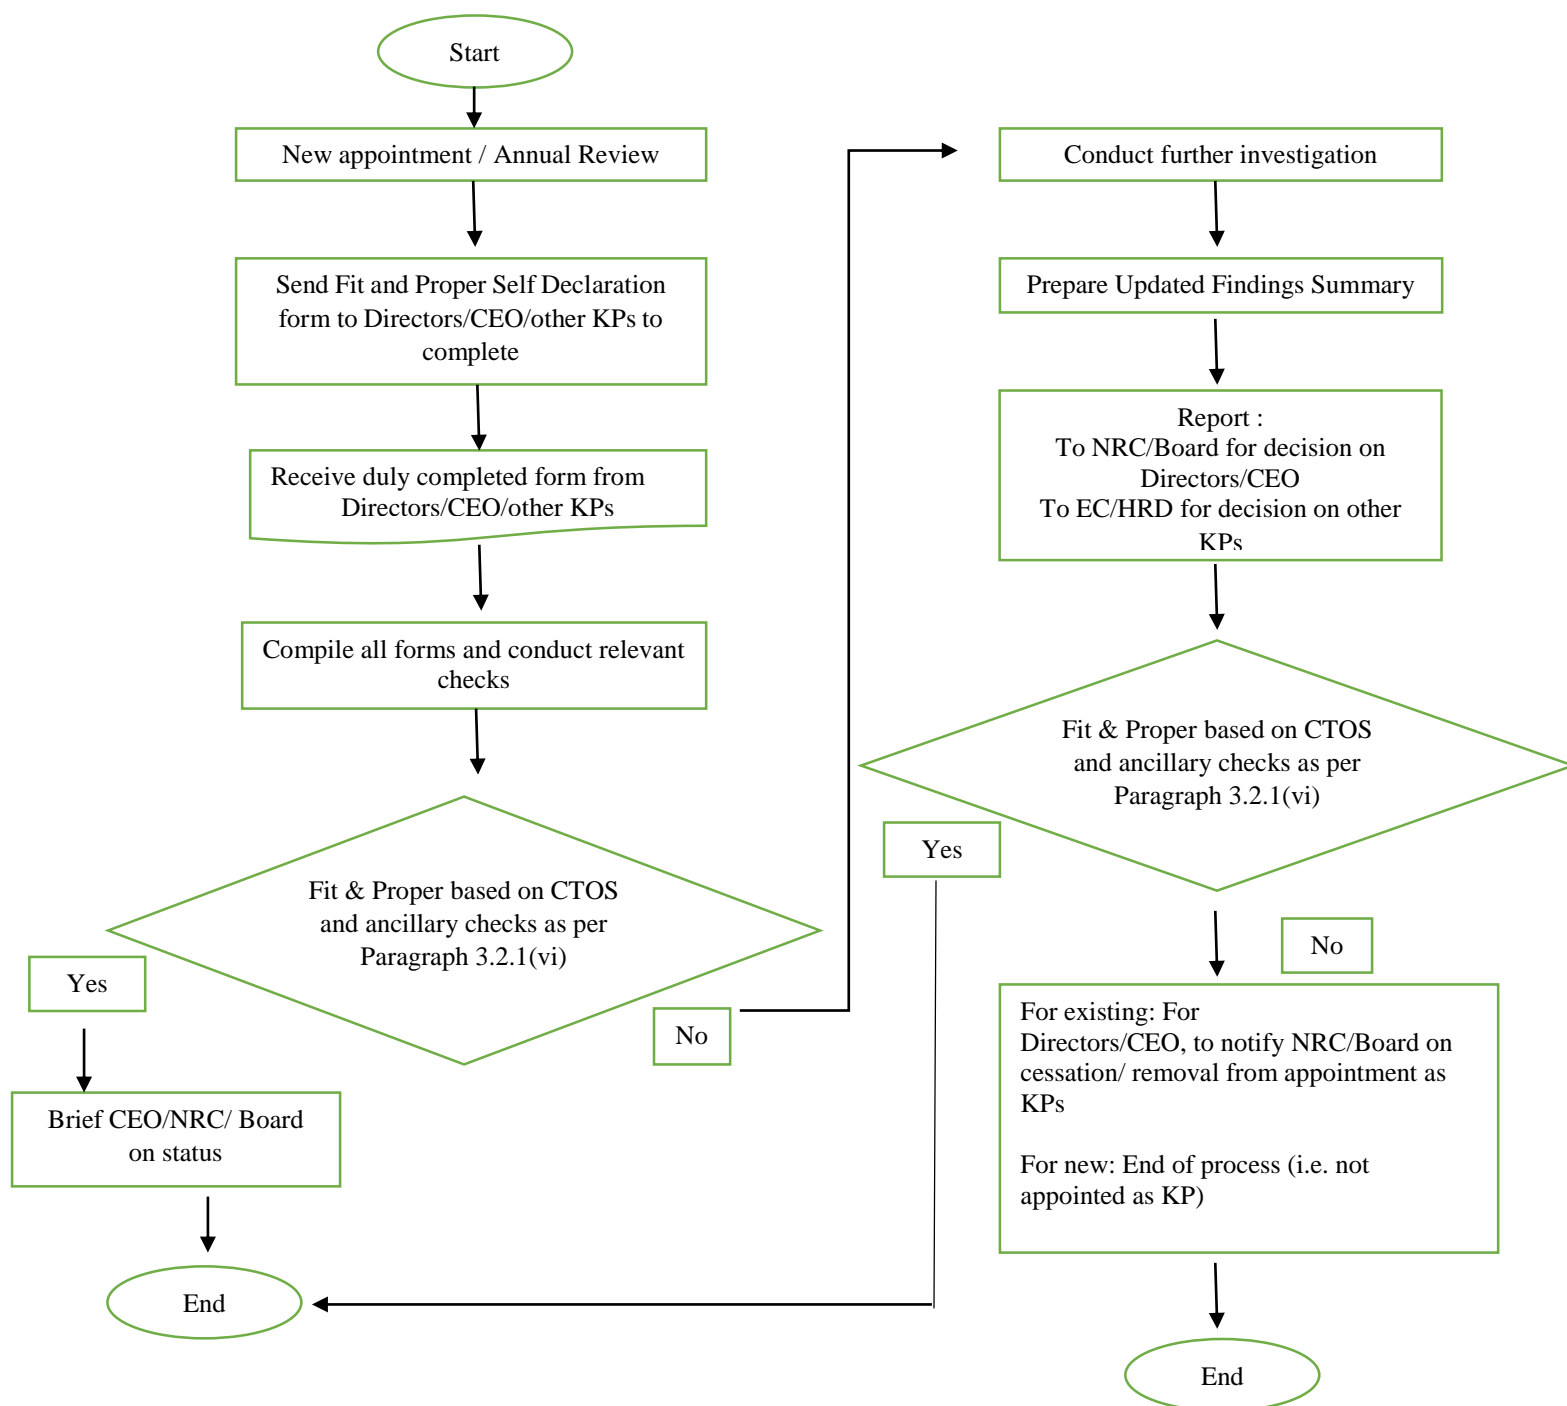 Start
New appointment / Annual Review
Send Fit and Proper Self Declaration
form to Directors/CEO/other KPs to
complete
Receive duly completed form from
Directors/CEO/other KPs
Compile all forms and conduct relevant
checks
Fit & Proper based on CTOS
and ancillary checks as per
Paragraph 3.2.1(vi)
Yes
No
Brief CEO/NRC/ Board
on status
End
Conduct further investigation
Prepare Updated Findings Summary
Report :
To NRC/Board for decision on
Directors/CEO
To EC/HRD for decision on other
KPs
Fit & Proper based on CTOS
and ancillary checks as per
Paragraph 3.2.1(vi)
Yes
No
For existing: For
Directors/CEO, to notify NRC/Board on
cessation/ removal from appointment as
KPs
For new: End of process (i.e. not
appointed as KP)
End